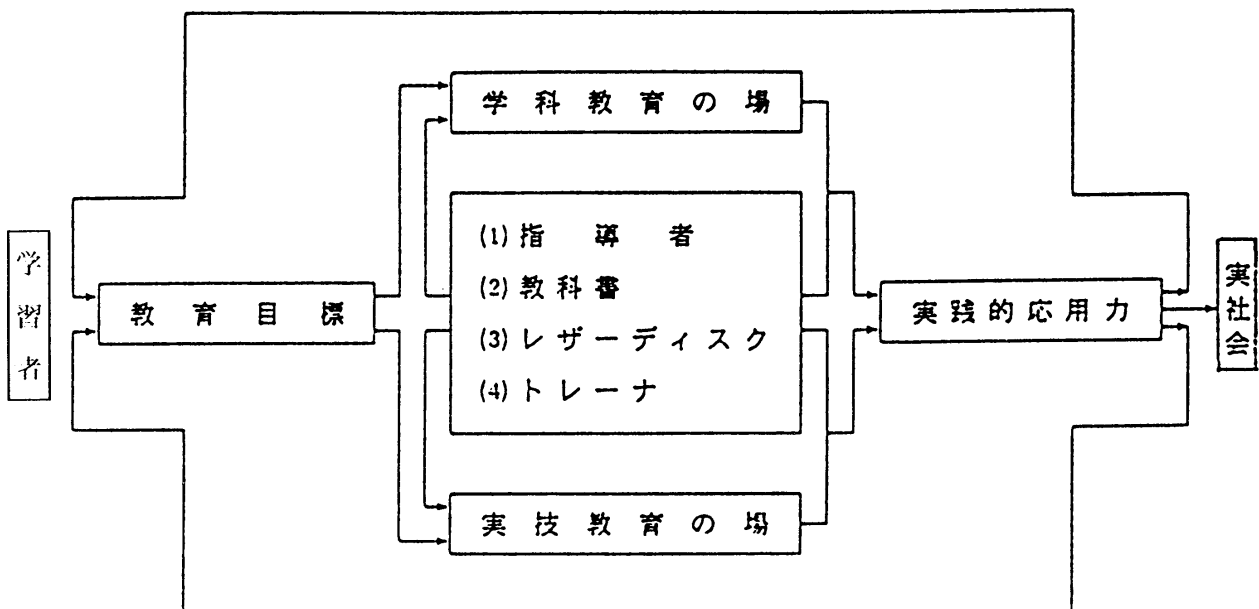 学習者
教育目標
学科教育の場
(1) 指導者
(2) 教科書
(3) レザーディスク
(4) トレーナ
実技教育の場
実践的応用力
実社会